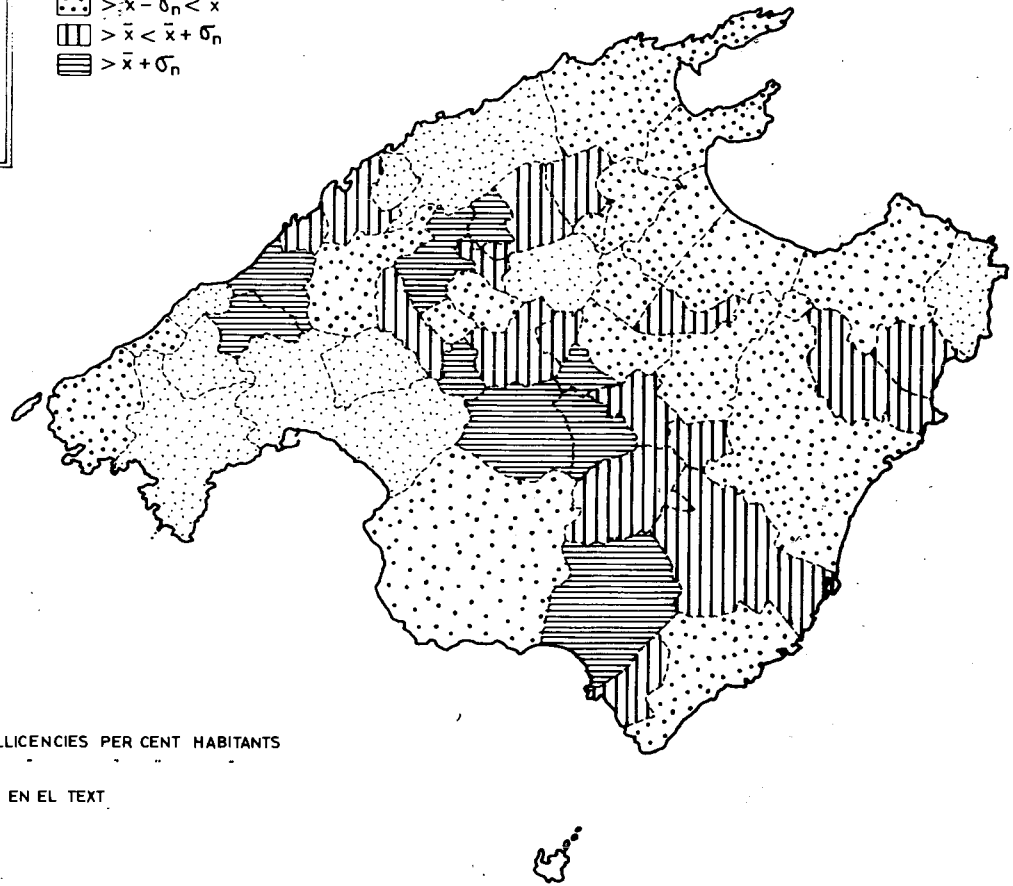 > x̄ − σn < x̄
> x̄ < x̄ + σn
> x̄ + σn
LLICENCIES PER CENT HABITANTS
EN EL TEXT